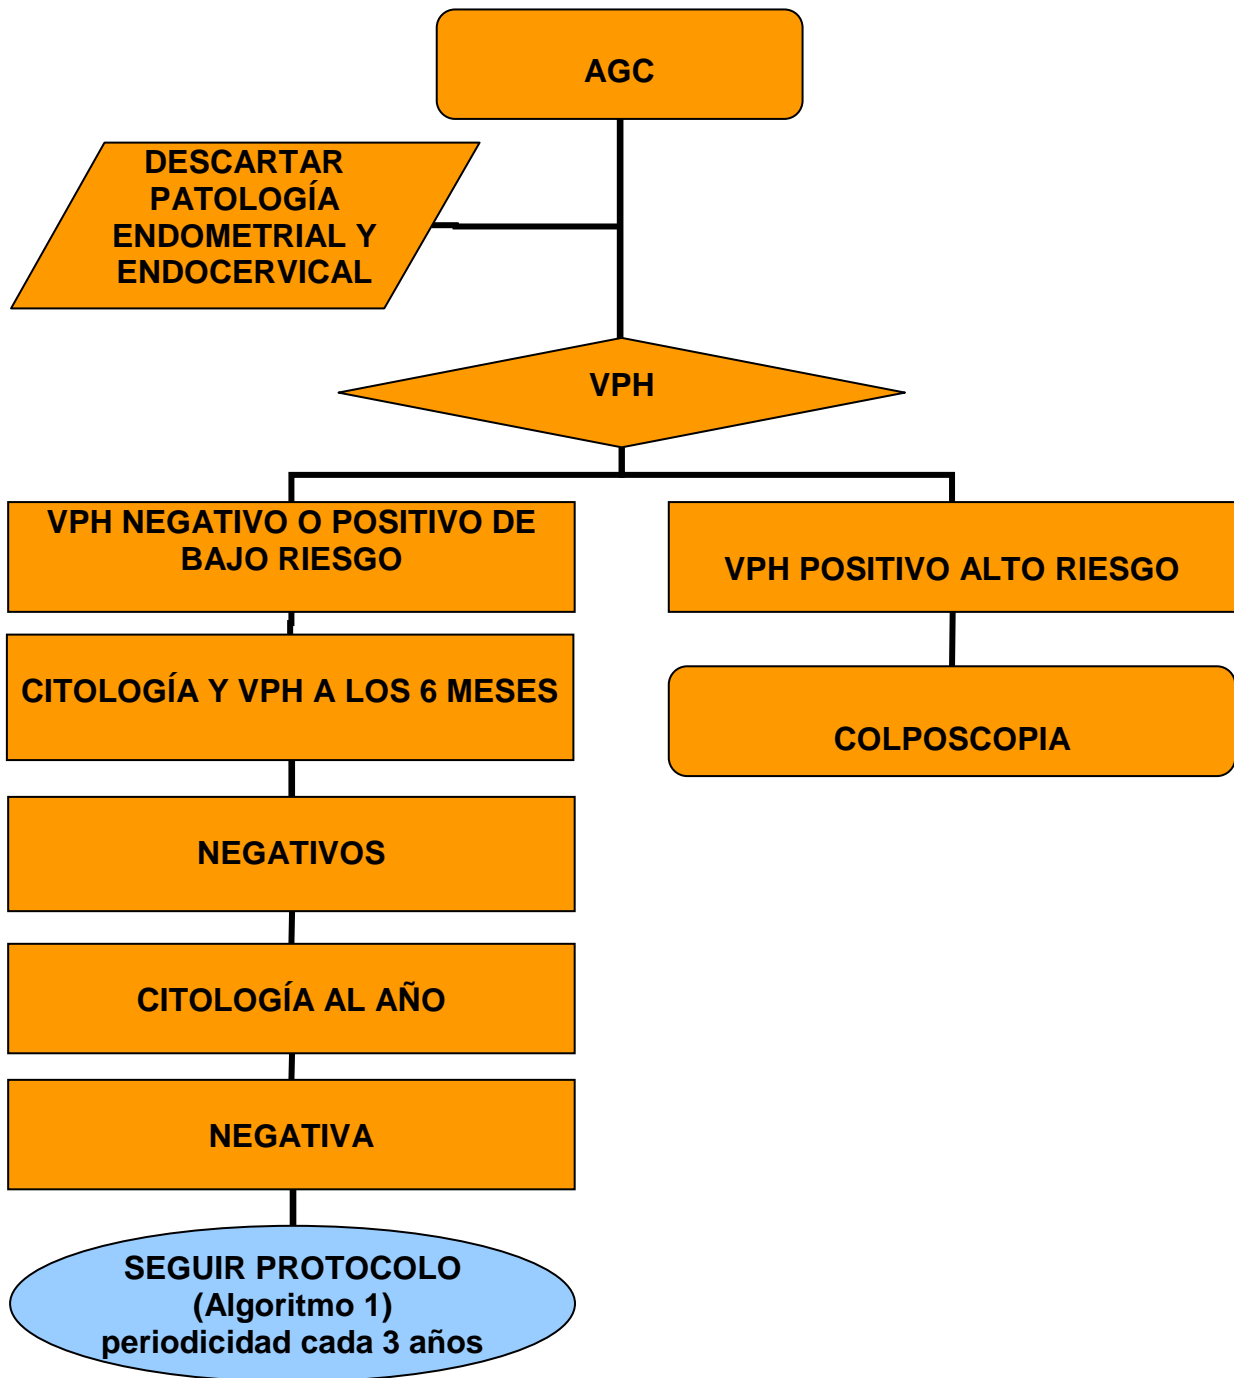 AGC
DESCARTAR
PATOLOGÍA
ENDOMETRIAL Y
ENDOCERVICAL
VPH
VPH NEGATIVO O POSITIVO DE
BAJO RIESGO
VPH POSITIVO ALTO RIESGO
CITOLOGÍA Y VPH A LOS 6 MESES
COLPOSCOPIA
NEGATIVOS
CITOLOGÍA AL AÑO
NEGATIVA
SEGUIR PROTOCOLO
(Algoritmo 1)
periodicidad cada 3 años